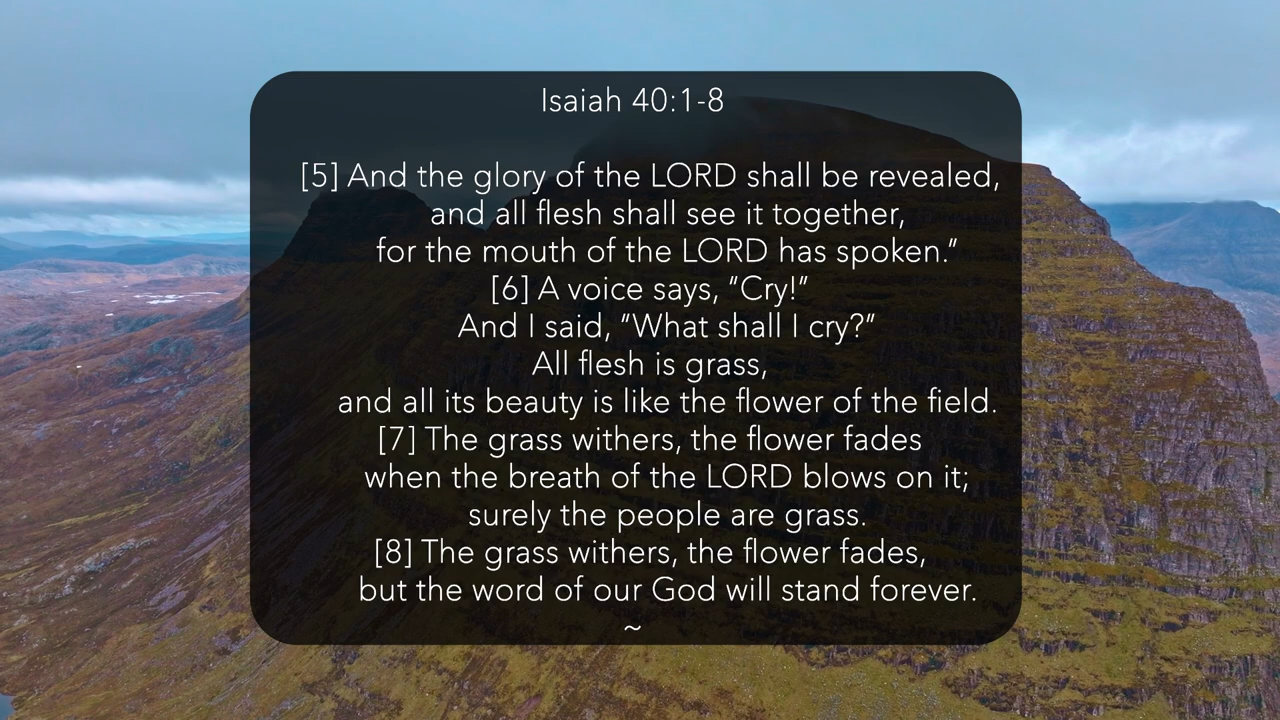 Isaiah 40:1-8
[5] And the glory of the LORD shall be revealed,
and all flesh shall see it together,
for the mouth of the LORD has spoken.”
[6] A voice says, “Cry!”
And I said, “What shall I cry?”
All flesh is grass,
and all its beauty is like the flower of the field.
[7] The grass withers, the flower fades
when the breath of the LORD blows on it;
surely the people are grass.
[8] The grass withers, the flower fades,
but the word of our God will stand forever.
~